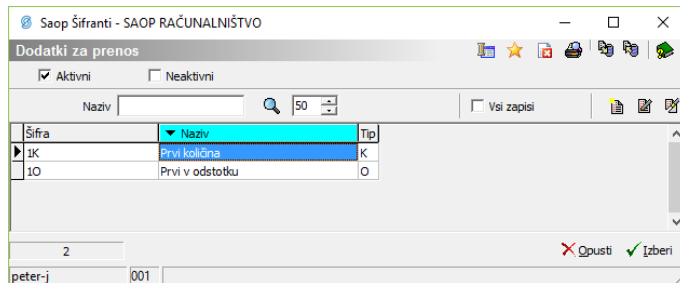 Saop Šifranti - SAOP RAČUNALNIŠTVO
Dodatki za prenos
Aktivni Neaktivni
Naziv 50 Vsi zapisi
Šifra Naziv Tip
1K Prvi količina K
1O Prvi v odstotku O
2 Opusti Izberi
peter-j 001